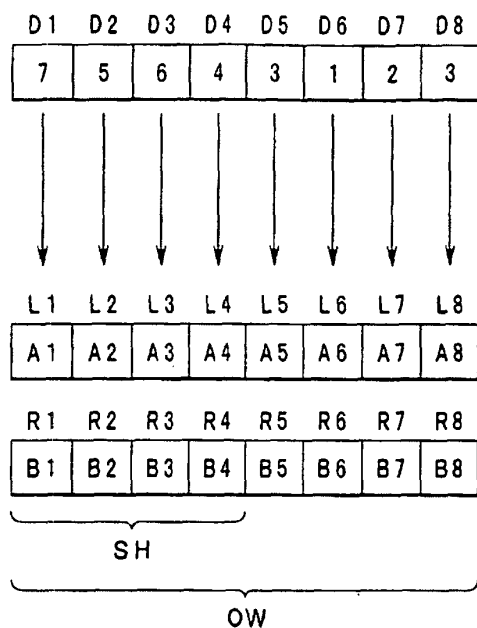 D1 D2 D3 D4 D5 D6 D7 D8
7 5 6 4 3 1 2 3
L1 L2 L3 L4 L5 L6 L7 L8
A1 A2 A3 A4 A5 A6 A7 A8
R1 R2 R3 R4 R5 R6 R7 R8
B1 B2 B3 B4 B5 B6 B7 B8
SH
OW